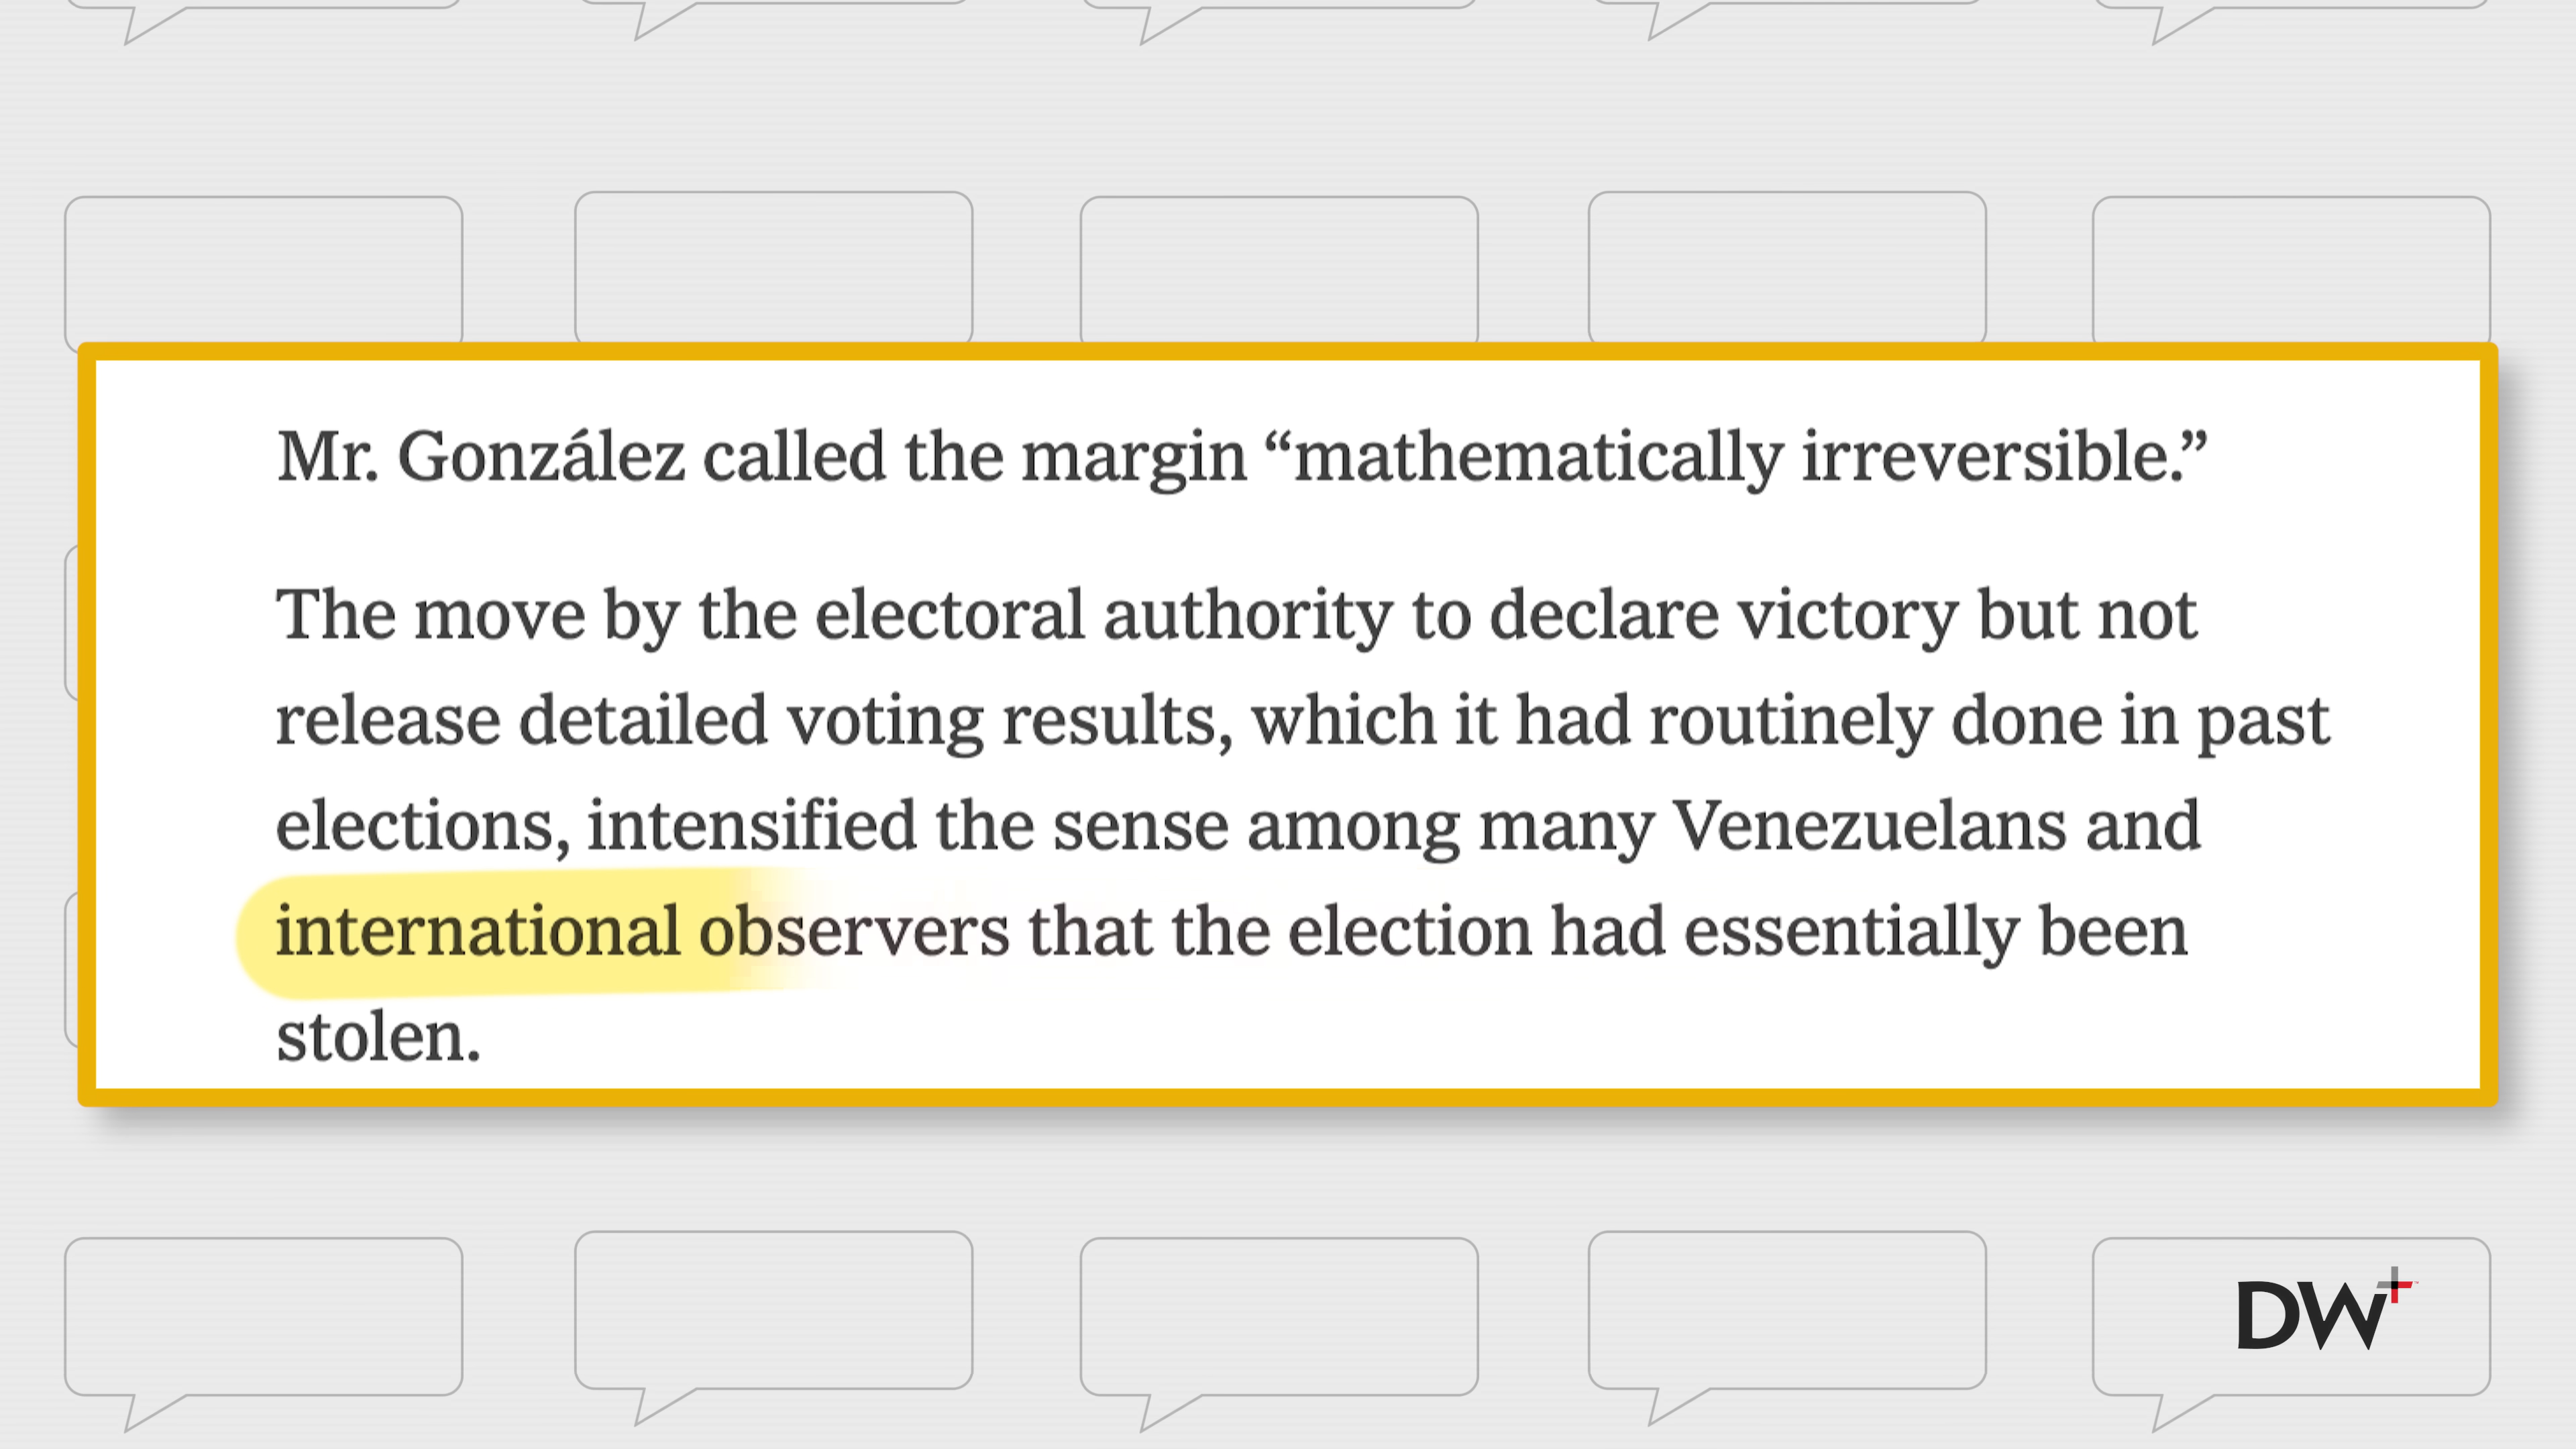 Mr. González called the margin “mathematically irreversible.”
The move by the electoral authority to declare victory but not
release detailed voting results, which it had routinely done in past
elections, intensified the sense among many Venezuelans and
international observers that the election had essentially been
stolen.
DW+